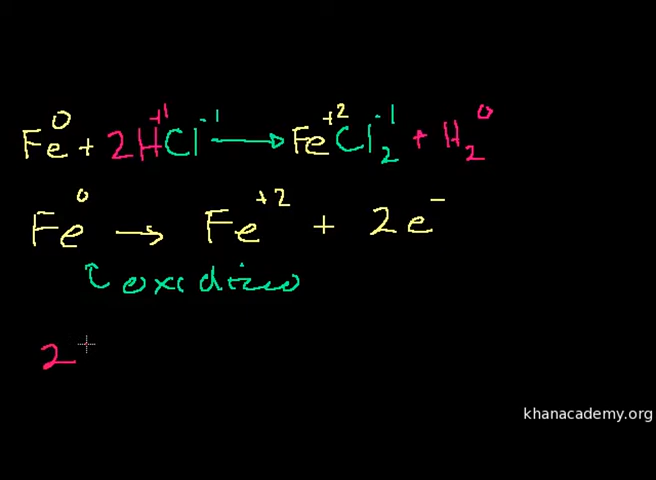 Fe⁰ + 2H⁺¹Cl⁻¹ → Fe⁺²Cl₂⁻¹ + H₂⁰
Fe⁰ → Fe⁺² + 2e⁻
oxidized
2
khanacademy.org